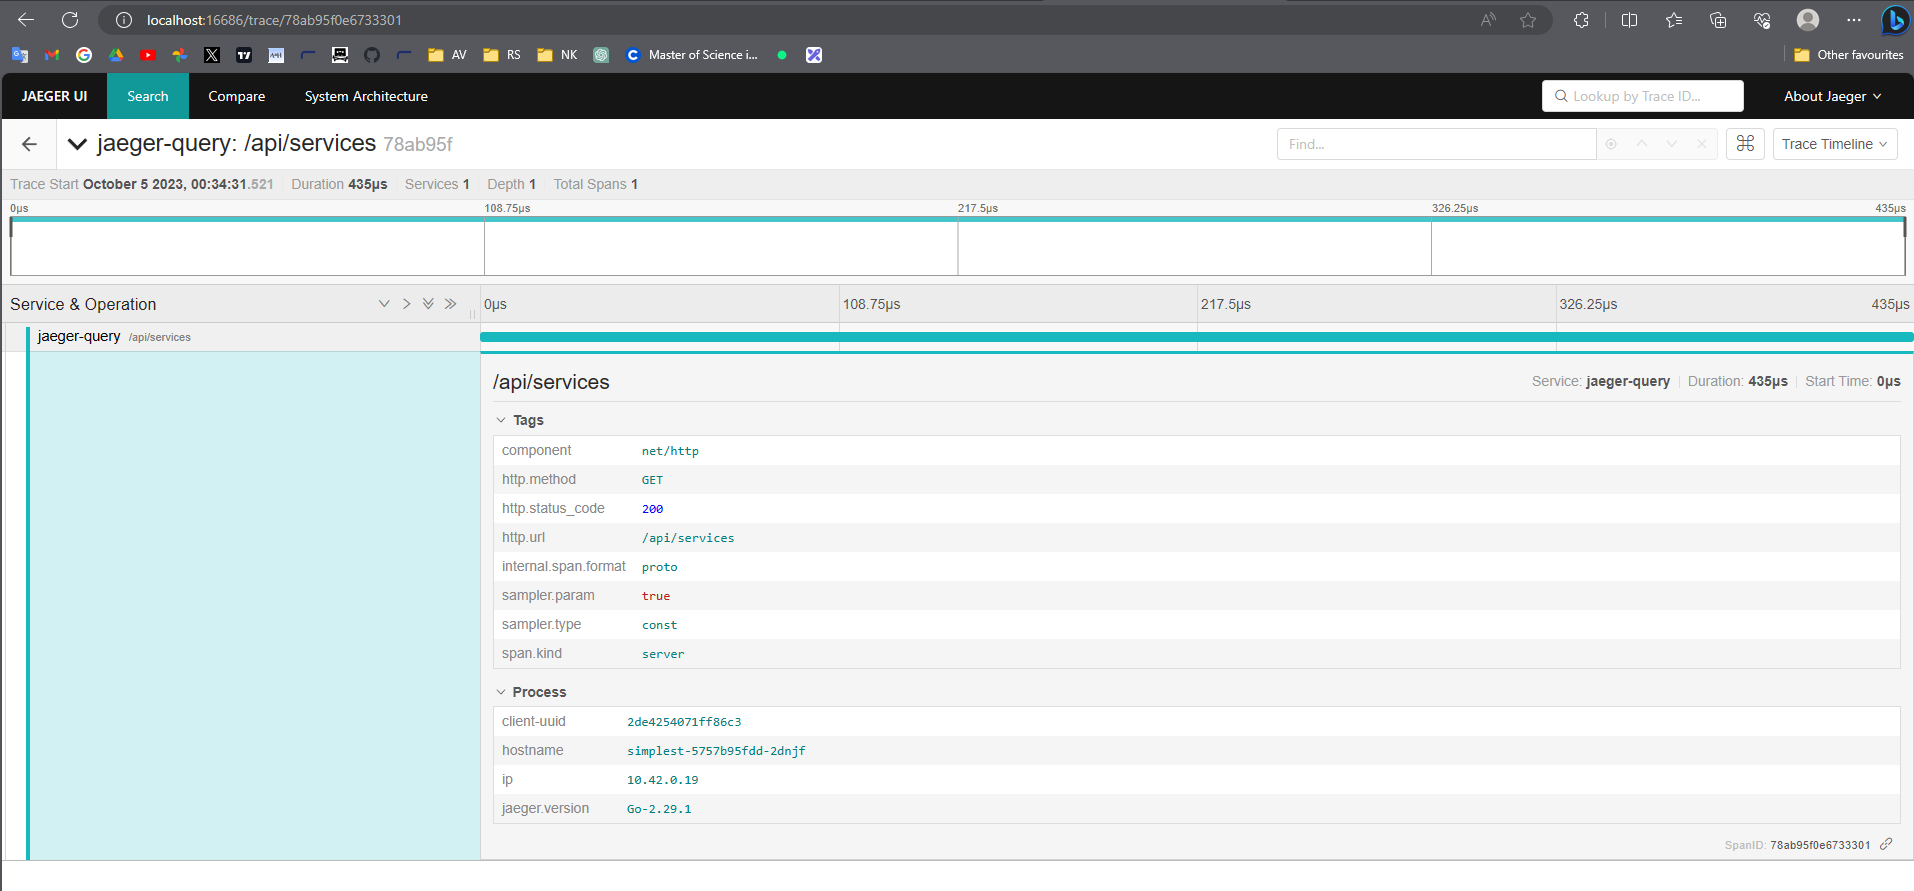 localhost:16686/trace/78ab95f0e6733301
AV RS NK Master of Science i... Other favourites
JAEGER UI Search Compare System Architecture Lookup by Trace ID... About Jaeger
jaeger-query: /api/services 78ab95f Find... Trace Timeline
Trace Start October 5 2023, 00:34:31.521 Duration 435μs Services 1 Depth 1 Total Spans 1
0μs 108.75μs 217.5μs 326.25μs 435μs
Service & Operation 0μs 108.75μs 217.5μs 326.25μs 435μs
jaeger-query /api/services
/api/services Service: jaeger-query Duration: 435μs Start Time: 0μs
Tags
component net/http
http.method GET
http.status_code 200
http.url /api/services
internal.span.format proto
sampler.param true
sampler.type const
span.kind server
Process
client-uuid 2de4254071ff86c3
hostname simplest-5757b95fdd-2dnjf
ip 10.42.0.19
jaeger.version Go-2.29.1
SpanID: 78ab95f0e6733301